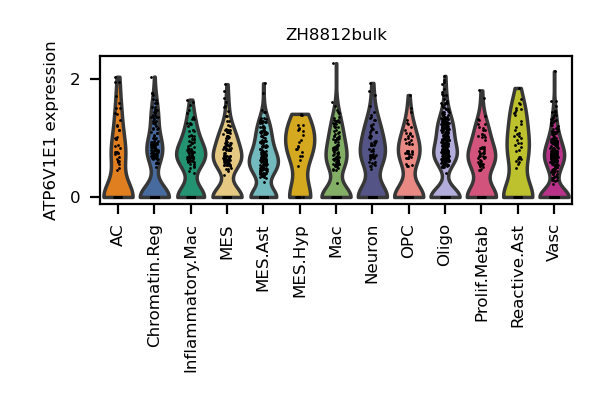 ZH8812bulk
ATP6V1E1 expression
2
0
AC
Chromatin.Reg
Inflammatory.Mac
MES
MES.Ast
MES.Hyp
Mac
Neuron
OPC
Oligo
Prolif.Metab
Reactive.Ast
Vasc